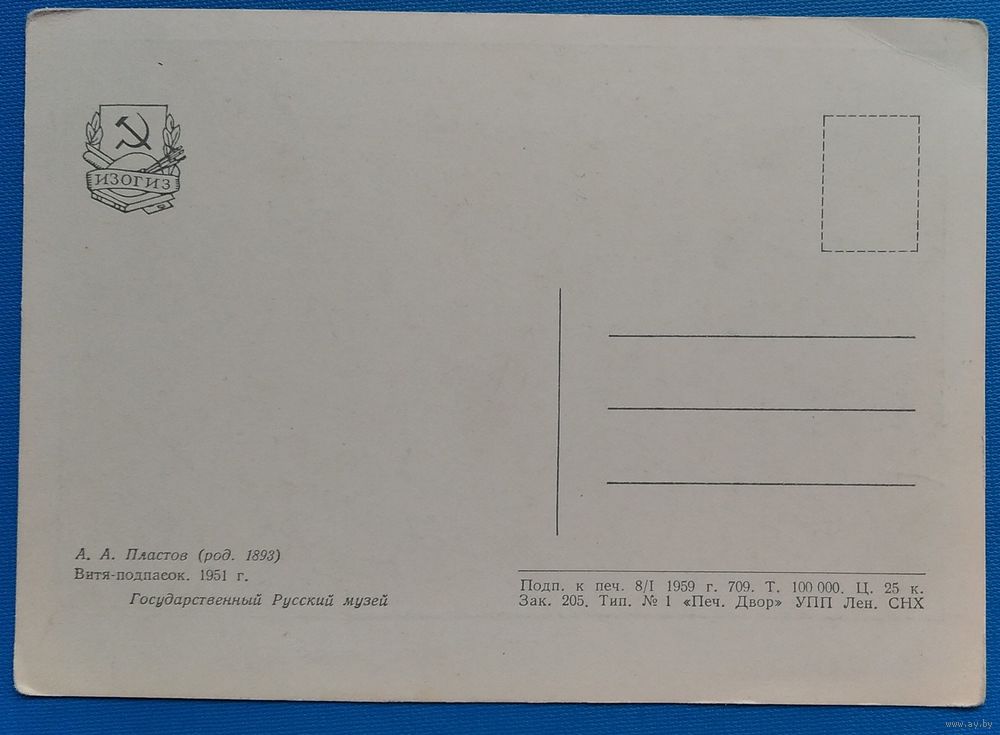 ИЗОГИЗ
А. А. Пластов (род. 1893)
Витя-подпасок. 1951 г.
Государственный Русский музей
Подп. к печ. 8/I 1959 г. 709. Т. 100 000. Ц. 25 к.
Зак. 205. Тип. № 1 «Печ. Двор» УПП Лен. СНХ
www.ay.by